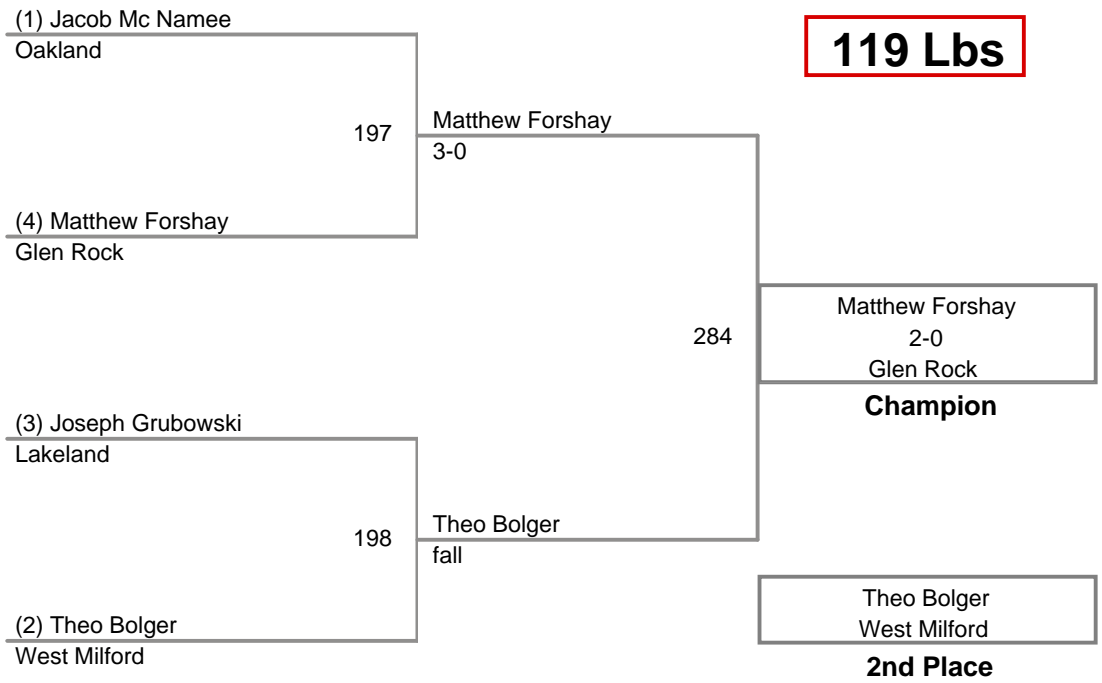 (1) Jacob Mc Namee
Oakland
119 Lbs
197
Matthew Forshay
3-0
(4) Matthew Forshay
Glen Rock
284
Matthew Forshay
2-0
Glen Rock
Champion
(3) Joseph Grubowski
Lakeland
198
Theo Bolger
fall
(2) Theo Bolger
West Milford
Theo Bolger
West Milford
2nd Place